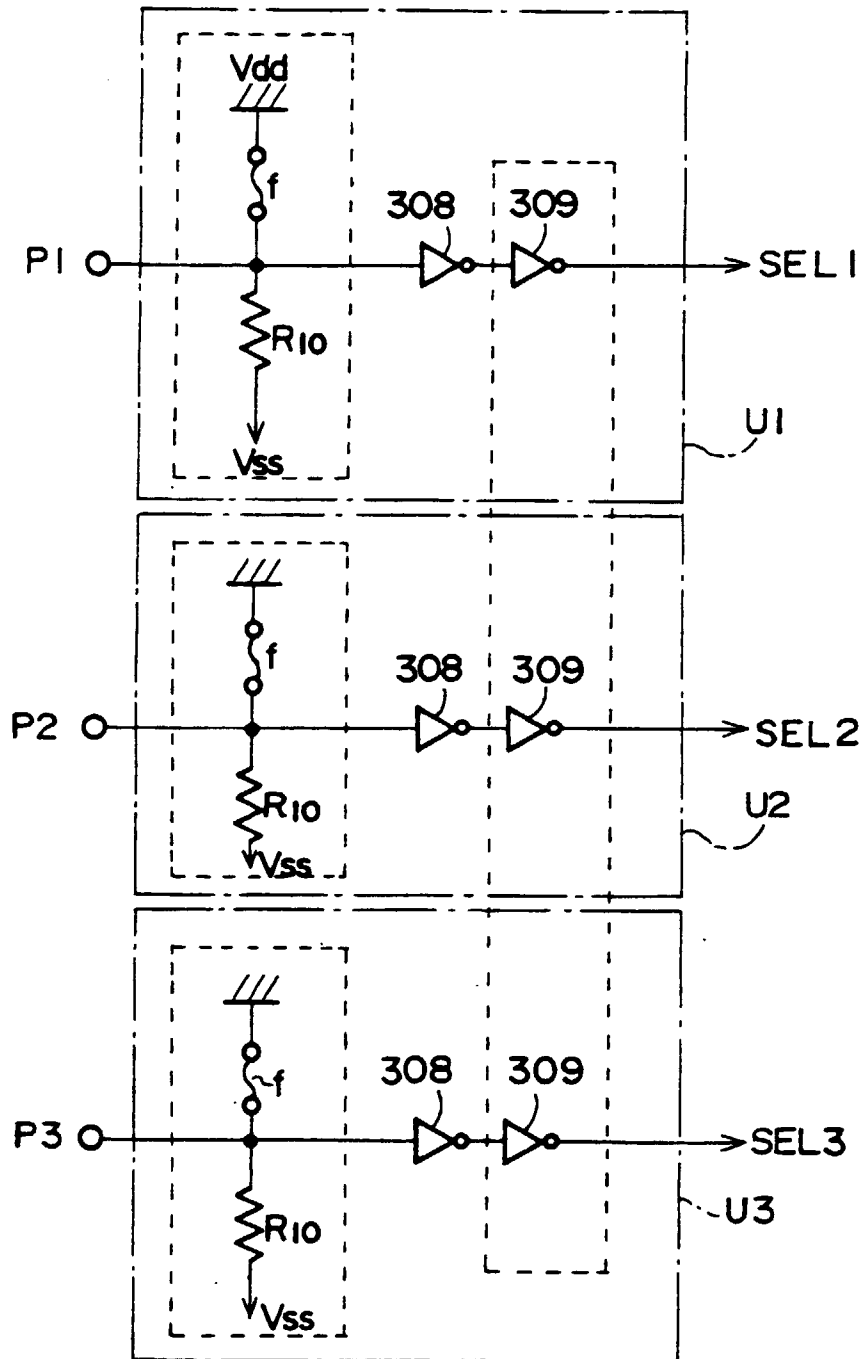 Vdd
f
308
309
P1
SEL1
R10
Vss
U1
f
308
309
P2
SEL2
R10
Vss
U2
f
308
309
P3
SEL3
R10
Vss
U3